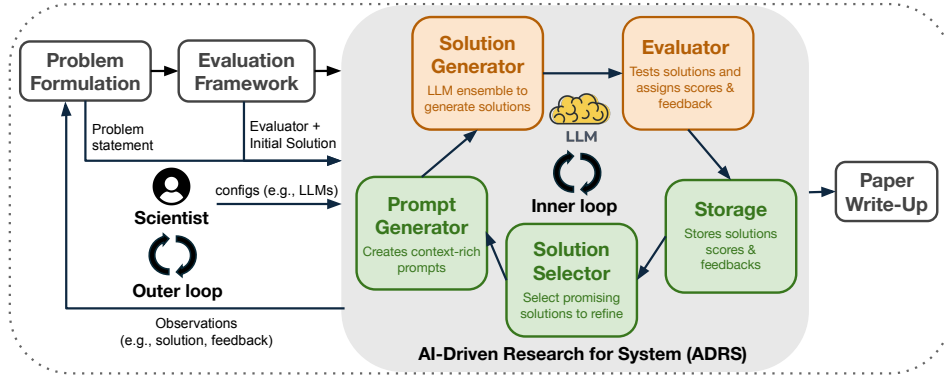 Problem
Formulation
Evaluation
Framework
Problem
statement
Evaluator +
Initial Solution
Scientist
configs (e.g., LLMs)
Outer loop
Observations
(e.g., solution, feedback)
Solution
Generator
LLM ensemble to
generate solutions
Evaluator
Tests solutions and
assigns scores &
feedback
LLM
Inner loop
Prompt
Generator
Creates context-rich
prompts
Solution
Selector
Select promising
solutions to refine
Storage
Stores solutions
scores &
feedbacks
AI-Driven Research for System (ADRS)
Paper
Write-Up